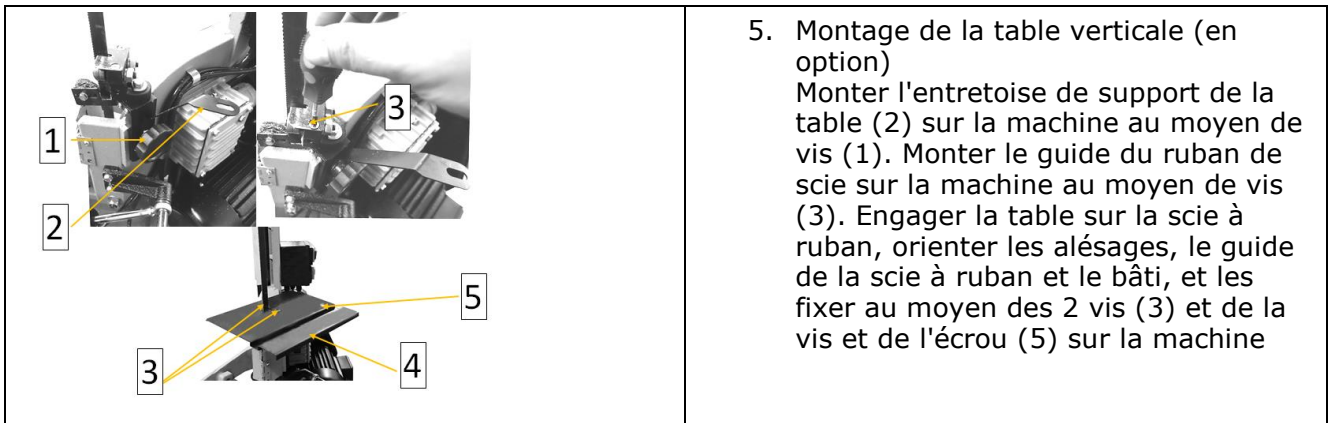 1
2
3
3
4
5
5. Montage de la table verticale (en
option)
Monter l'entretoise de support de la
table (2) sur la machine au moyen de
vis (1). Monter le guide du ruban de
scie sur la machine au moyen de vis
(3). Engager la table sur la scie à
ruban, orienter les alésages, le guide
de la scie à ruban et le bâti, et les
fixer au moyen des 2 vis (3) et de la
vis et de l'écrou (5) sur la machine